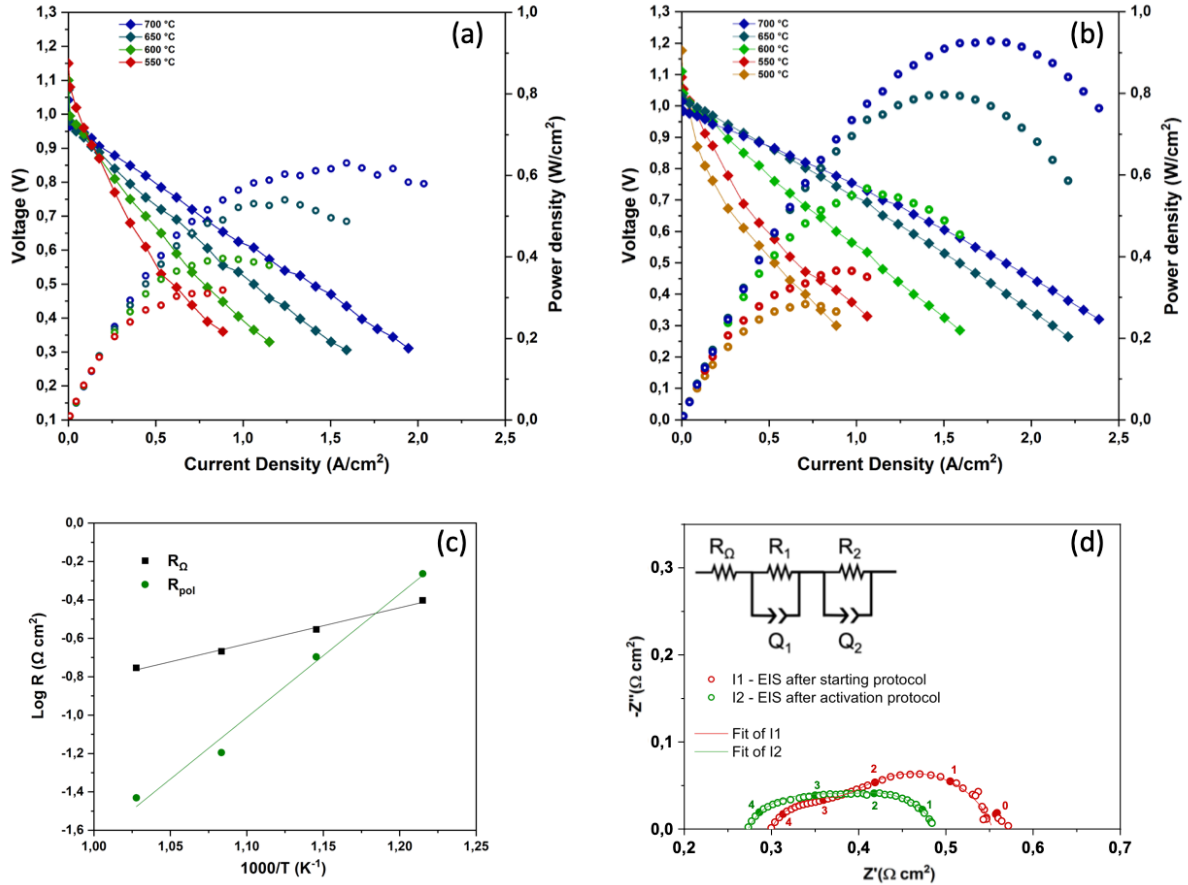 (a)
700 °C
650 °C
600 °C
550 °C
Voltage (V)
1,3
1,2
1,1
1,0
0,9
0,8
0,7
0,6
0,5
0,4
0,3
0,2
0,1
1,0
0,8
0,6
0,4
0,2
0,0
Power density (W/cm²)
0,0 0,5 1,0 1,5 2,0 2,5
Current Density (A/cm²)
(b)
700 °C
650 °C
600 °C
550 °C
500 °C
Voltage (V)
1,3
1,2
1,1
1,0
0,9
0,8
0,7
0,6
0,5
0,4
0,3
0,2
0,1
0,0
1,0
0,8
0,6
0,4
0,2
0,0
Power density (W/cm²)
0,0 0,5 1,0 1,5 2,0 2,5
Current Density (A/cm²)
(c)
RΩ
Rpol
Log R (Ω cm²)
0,0
-0,2
-0,4
-0,6
-0,8
-1,0
-1,2
-1,4
-1,6
1,00 1,05 1,10 1,15 1,20 1,25
1000/T (K⁻¹)
(d)
RΩ R1 R2
Q1 Q2
I1 - EIS after starting protocol
I2 - EIS after activation protocol
Fit of I1
Fit of I2
-Z''(Ω cm²)
0,3
0,2
0,1
0,0
4 3 2 1
4 3 2 1 0
0,2 0,3 0,4 0,5 0,6 0,7
Z'(Ω cm²)